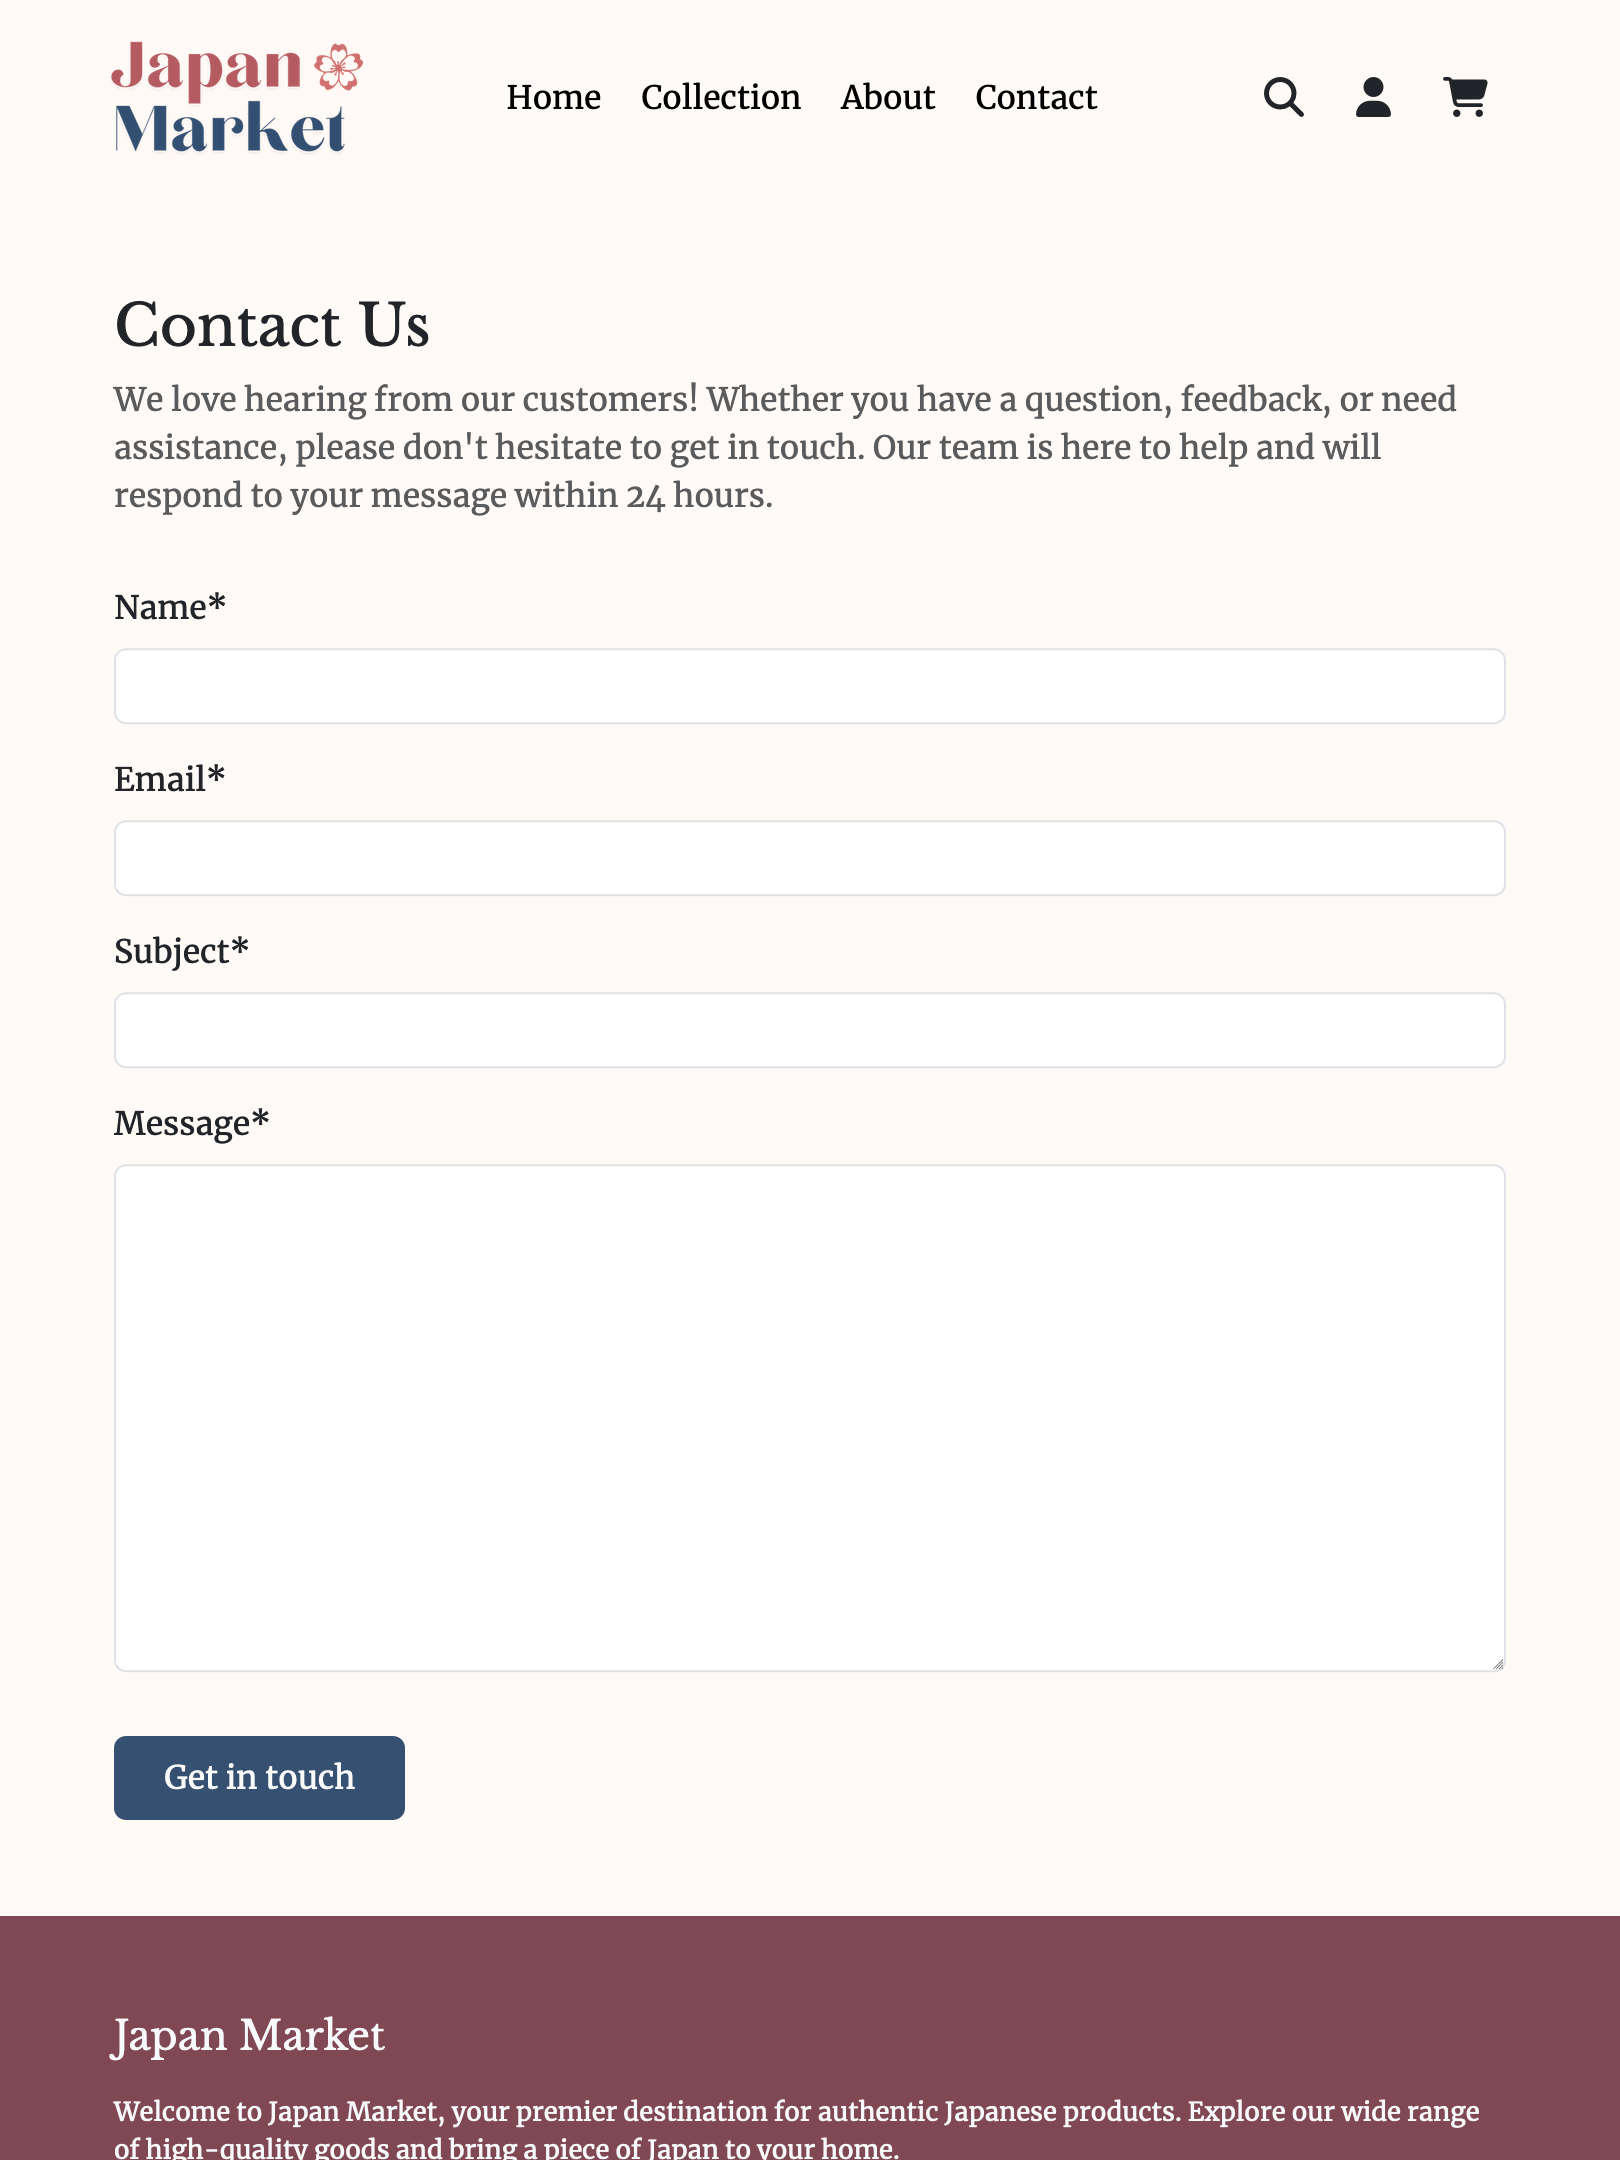 Japan
Market
Home Collection About Contact
Contact Us
We love hearing from our customers! Whether you have a question, feedback, or need
assistance, please don't hesitate to get in touch. Our team is here to help and will
respond to your message within 24 hours.
Name*
Email*
Subject*
Message*
Get in touch
Japan Market
Welcome to Japan Market, your premier destination for authentic Japanese products. Explore our wide range
of high-quality goods and bring a piece of Japan to your home.